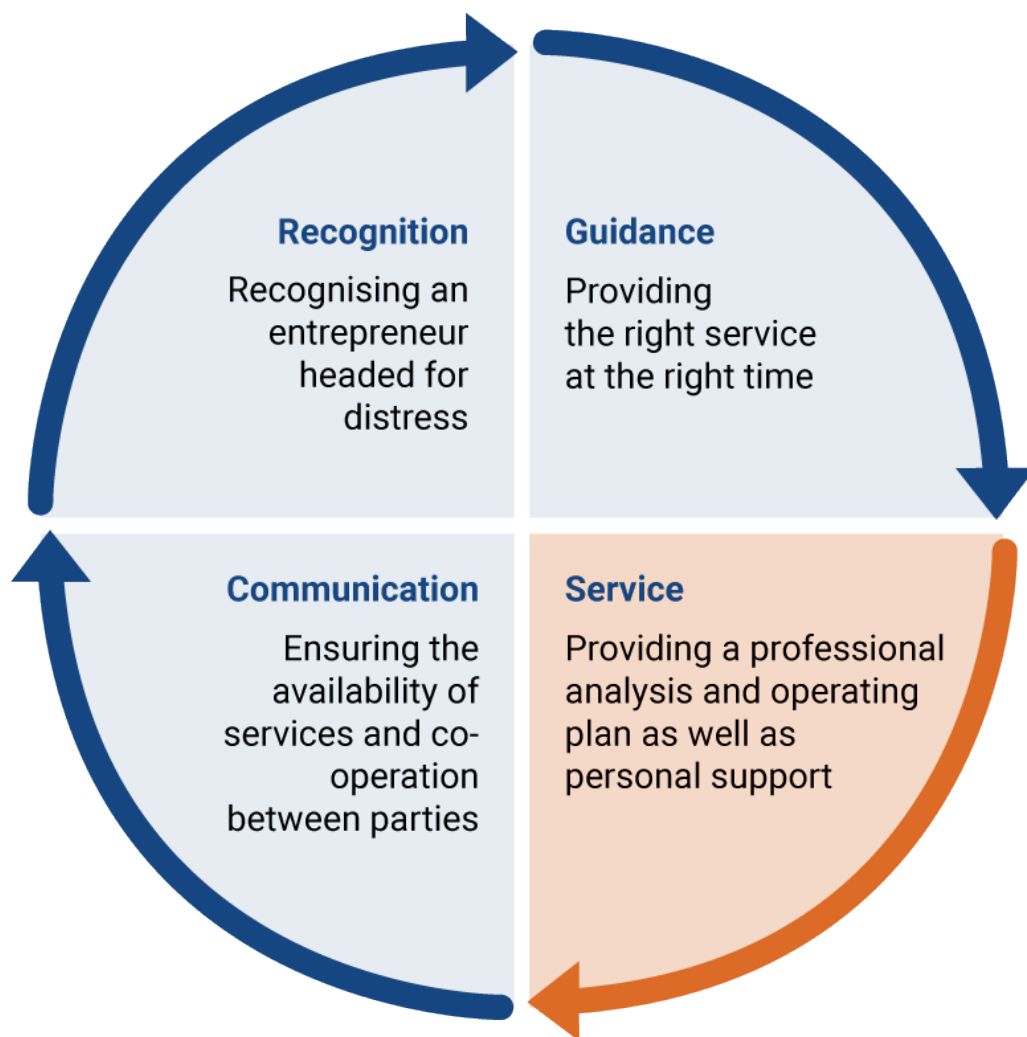 Recognition
Recognising an
entrepreneur
headed for
distress
Guidance
Providing
the right service
at the right time
Communication
Ensuring the
availability of
services and co-
operation
between parties
Service
Providing a professional
analysis and operating
plan as well as
personal support